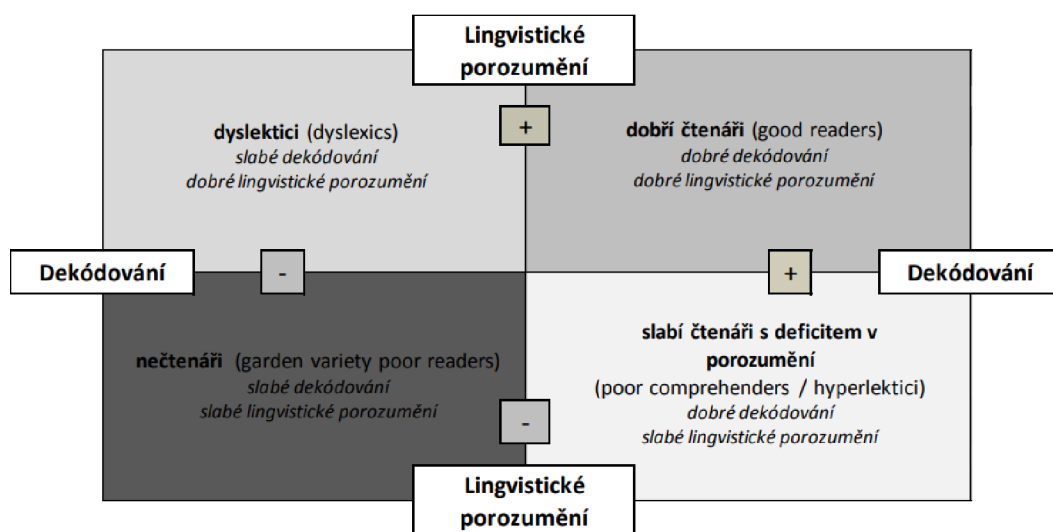 Lingvistické
porozumění
+
dyslektici (dyslexics)
slabé dekódování
dobré lingvistické porozumění
dobří čtenáři (good readers)
dobré dekódování
dobré lingvistické porozumění
Dekódování
-
+
Dekódování
nečtenáři (garden variety poor readers)
slabé dekódování
slabé lingvistické porozumění
slabí čtenáři s deficitem v
porozumění
(poor comprehenders / hyperlektici)
dobré dekódování
slabé lingvistické porozumění
-
Lingvistické
porozumění